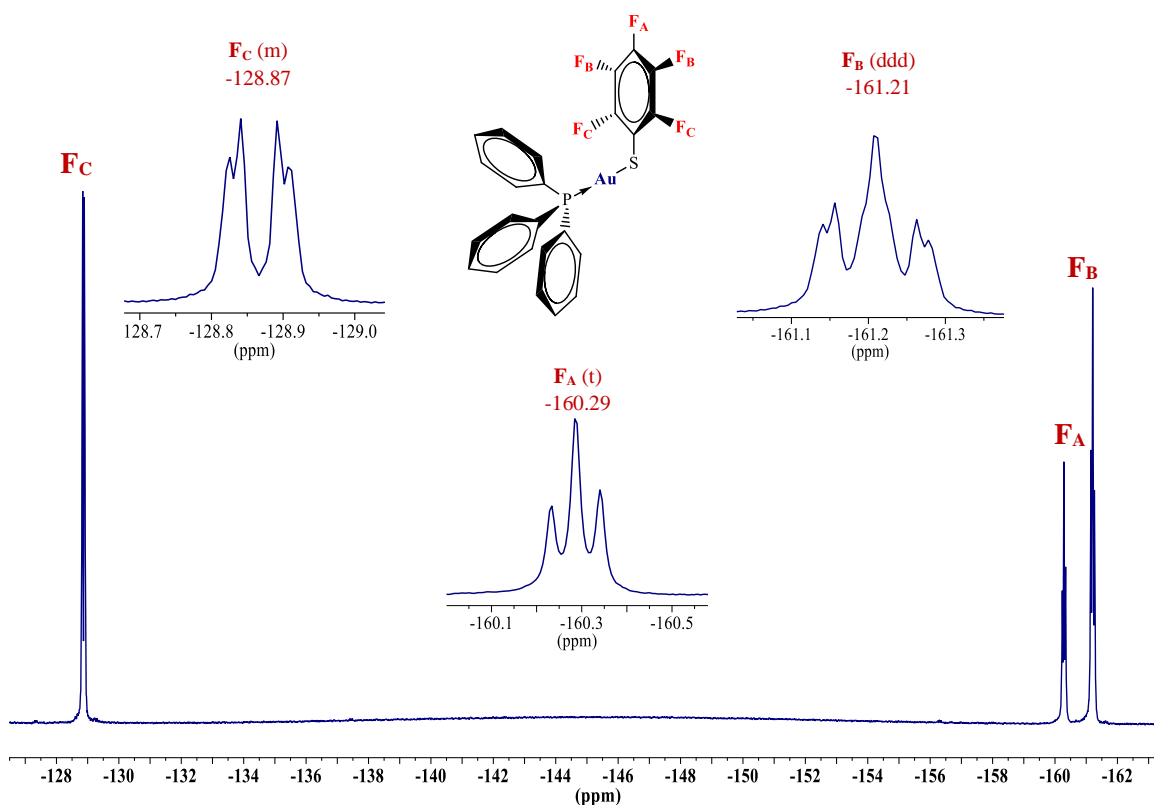 F_C (m)
-128.87
F_A
F_B
F_B
F_C
F_C
S
Au
P
F_B (ddd)
-161.21
F_C
128.7 -128.8 -128.9 -129.0
(ppm)
-161.1 -161.2 -161.3
(ppm)
F_B
F_A (t)
-160.29
F_A
-160.1 -160.3 -160.5
(ppm)
-128 -130 -132 -134 -136 -138 -140 -142 -144 -146 -148 -150 -152 -154 -156 -158 -160 -162
(ppm)